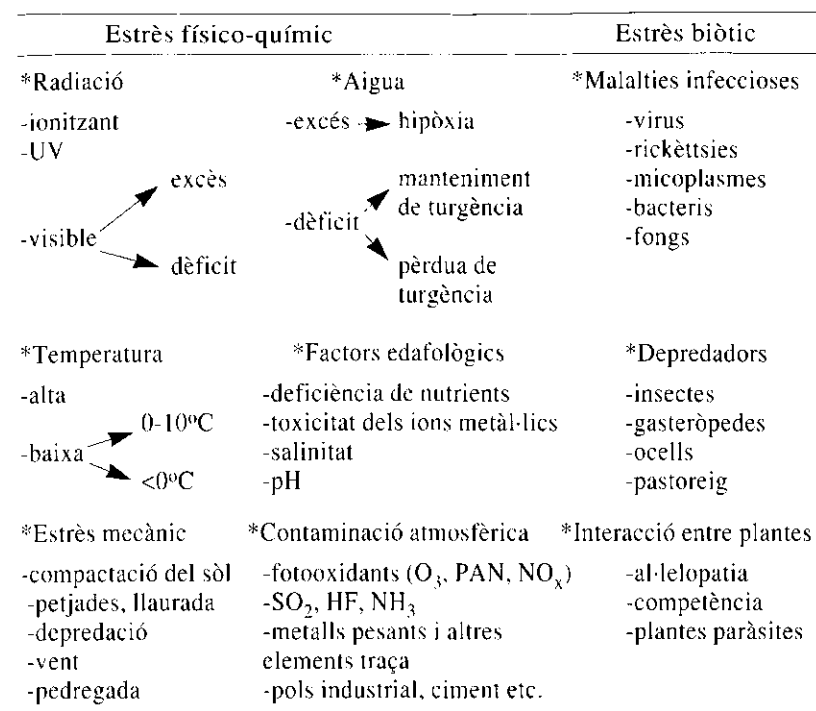 Estrès físico-químic
Estrès biòtic
*Radiació
-ionitzant
-UV
-visible
excès
dèficit
*Aigua
-excés
hipòxia
-dèficit
manteniment
de turgència
pèrdua de
turgència
*Malalties infeccioses
-virus
-rickèttsies
-micoplasmes
-bacteris
-fongs
*Temperatura
-alta
-baixa
0-10ºC
<0ºC
*Factors edafològics
-deficiència de nutrients
-toxicitat dels ions metàl·lics
-salinitat
-pH
*Depredadors
-insectes
-gasteròpedes
-ocells
-pastoreig
*Estrès mecànic
-compactació del sòl
-petjades, llaurada
-depredació
-vent
-pedregada
*Contaminació atmosfèrica
-fotooxidants (O₃, PAN, NOₓ)
-SO₂, HF, NH₃
-metalls pesants i altres
elements traça
-pols industrial, ciment etc.
*Interacció entre plantes
-al·lelopatia
-competència
-plantes paràsites